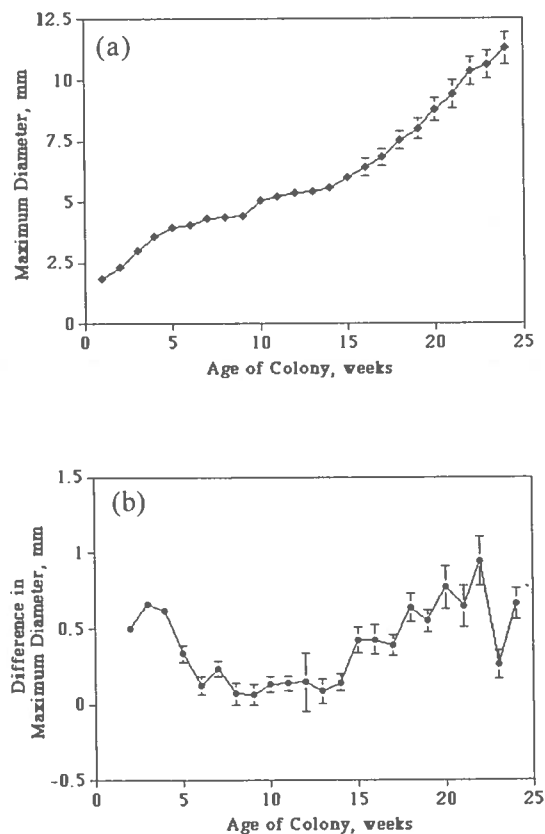 12.5
(a)
10
7.5
5
2.5
0
Maximum Diameter, mm
0 5 10 15 20 25
Age of Colony, weeks
1.5
(b)
1
0.5
0
-0.5
Difference in
Maximum Diameter, mm
0 5 10 15 20 25
Age of Colony, weeks